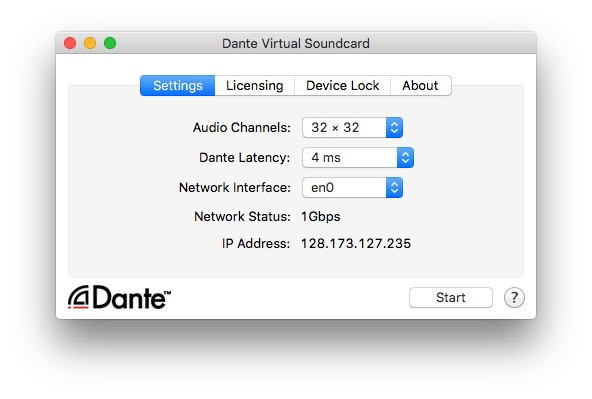 Dante Virtual Soundcard
Settings Licensing Device Lock About
Audio Channels: 32 × 32
Dante Latency: 4 ms
Network Interface: en0
Network Status: 1Gbps
IP Address: 128.173.127.235
Dante™ Start ?